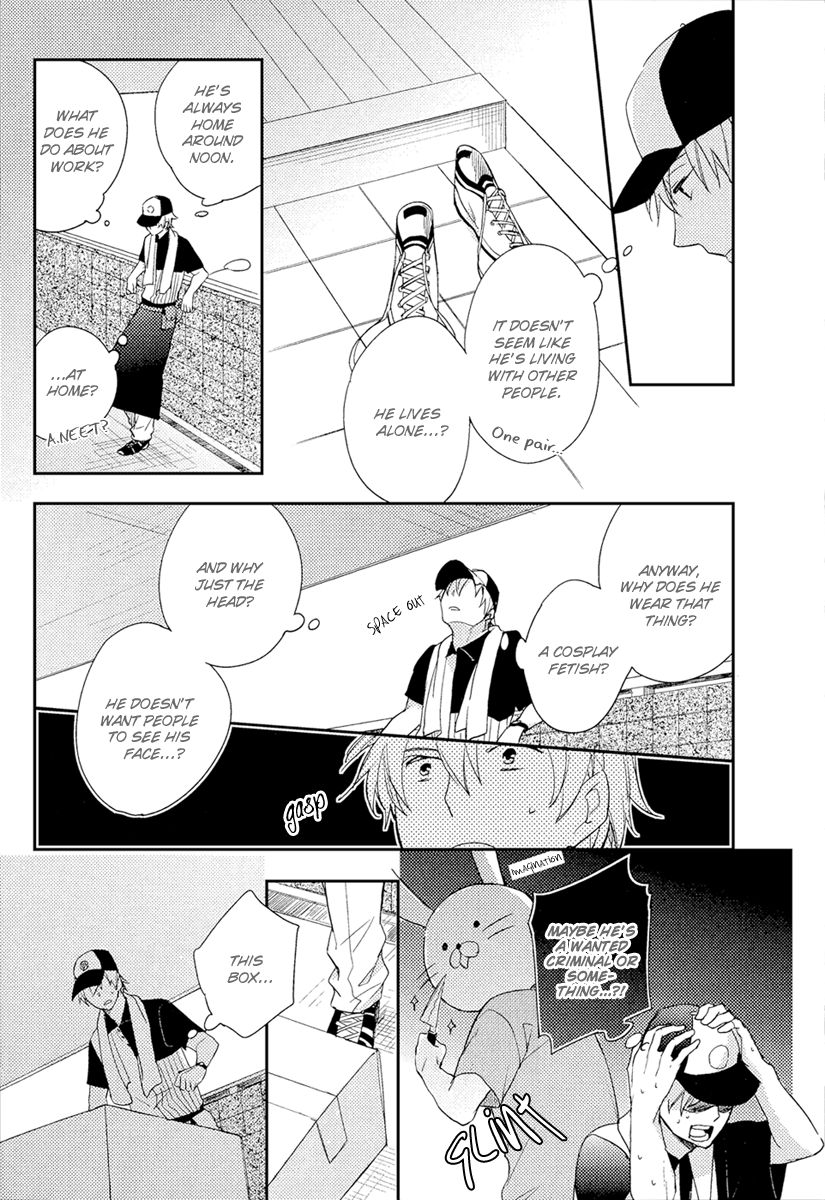 IT DOESN'T
SEEM LIKE
HE'S LIVING
WITH OTHER
PEOPLE.
One pair...
HE LIVES
ALONE...?
HE'S
ALWAYS
HOME
AROUND
NOON.
WHAT
DOES HE
DO ABOUT
WORK?
...AT
HOME?
A NEET?
ANYWAY,
WHY DOES HE
WEAR THAT
THING?
A COSPLAY
FETISH?
SPACE OUT
AND WHY
JUST THE
HEAD?
HE DOESN'T
WANT PEOPLE
TO SEE HIS
FACE...?
gasp
IMAGINATION
MAYBE HE'S
A WANTED
CRIMINAL OR
SOME-
THING...?!
GLINT
THIS
BOX...